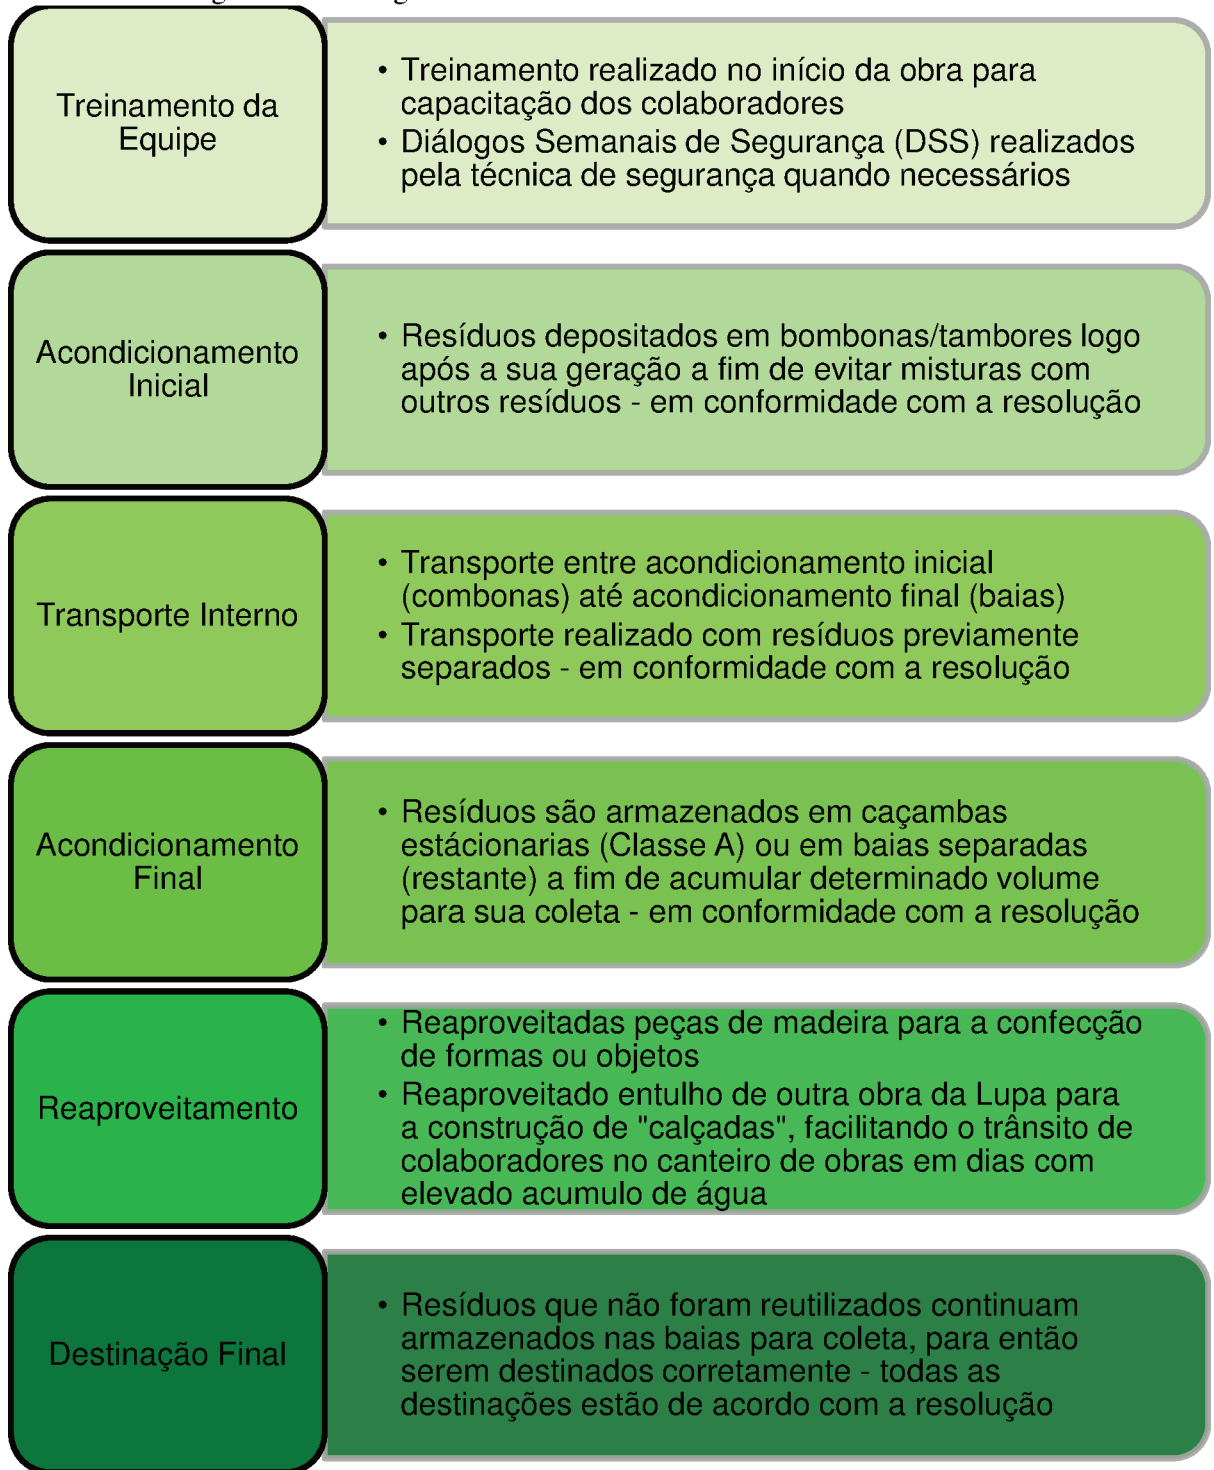 Treinamento da
Equipe
• Treinamento realizado no início da obra para
capacitação dos colaboradores
• Diálogos Semanais de Segurança (DSS) realizados
pela técnica de segurança quando necessários
Acondicionamento
Inicial
• Resíduos depositados em bombonas/tambores logo
após a sua geração a fim de evitar misturas com
outros resíduos - em conformidade com a resolução
Transporte Interno
• Transporte entre acondicionamento inicial
(combonas) até acondicionamento final (baias)
• Transporte realizado com resíduos previamente
separados - em conformidade com a resolução
Acondicionamento
Final
• Resíduos são armazenados em caçambas
estácionarias (Classe A) ou em baias separadas
(restante) a fim de acumular determinado volume
para sua coleta - em conformidade com a resolução
Reaproveitamento
• Reaproveitadas peças de madeira para a confecção
de formas ou objetos
• Reaproveitado entulho de outra obra da Lupa para
a construção de "calçadas", facilitando o trânsito de
colaboradores no canteiro de obras em dias com
elevado acumulo de água
Destinação Final
• Resíduos que não foram reutilizados continuam
armazenados nas baias para coleta, para então
serem destinados corretamente - todas as
destinações estão de acordo com a resolução